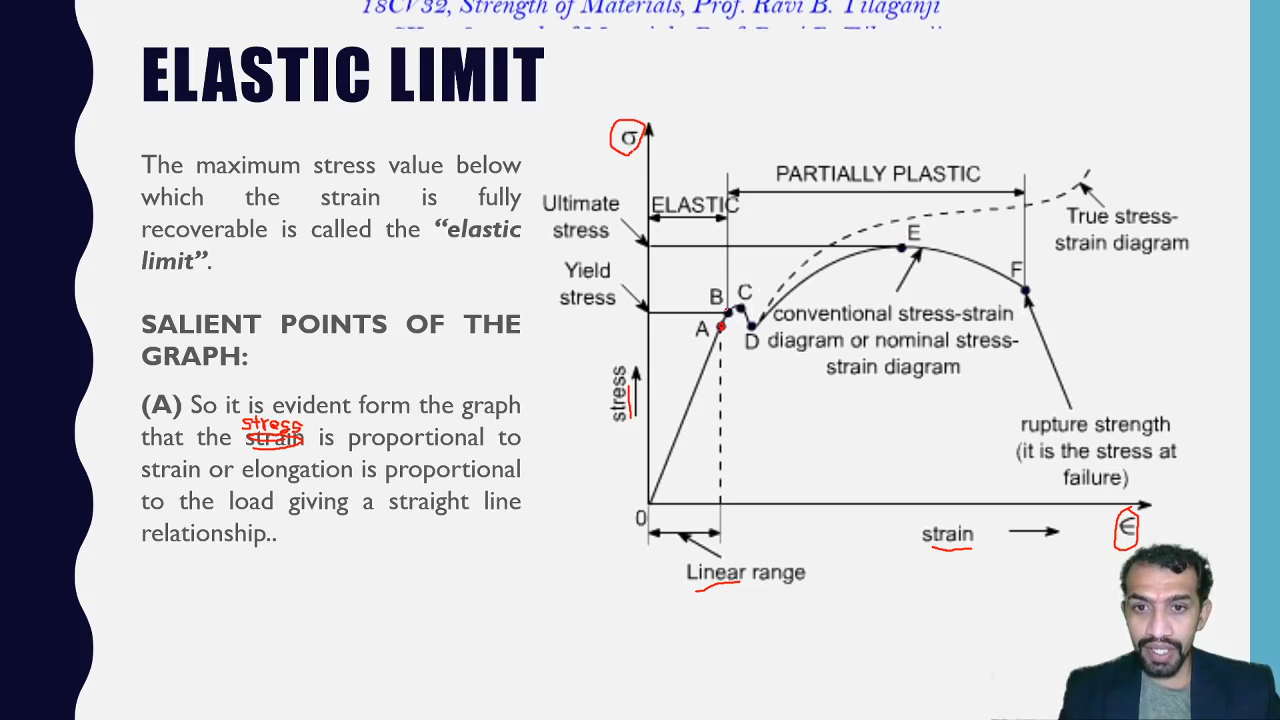 18CV32, Strength of Materials, Prof. Ravi B. Tilaganji
ELASTIC LIMIT
The maximum stress value below
which the strain is fully
recoverable is called the “elastic
limit”.
SALIENT POINTS OF THE
GRAPH:
(A) So it is evident form the graph
stress
that the strain is proportional to
strain or elongation is proportional
to the load giving a straight line
relationship..
σ
PARTIALLY PLASTIC
ELASTIC
Ultimate
stress
True stress-
strain diagram
E
Yield
stress
F
B
C
A
D
conventional stress-strain
diagram or nominal stress-
strain diagram
stress
rupture strength
(it is the stress at
failure)
0
strain
ϵ
Linear range